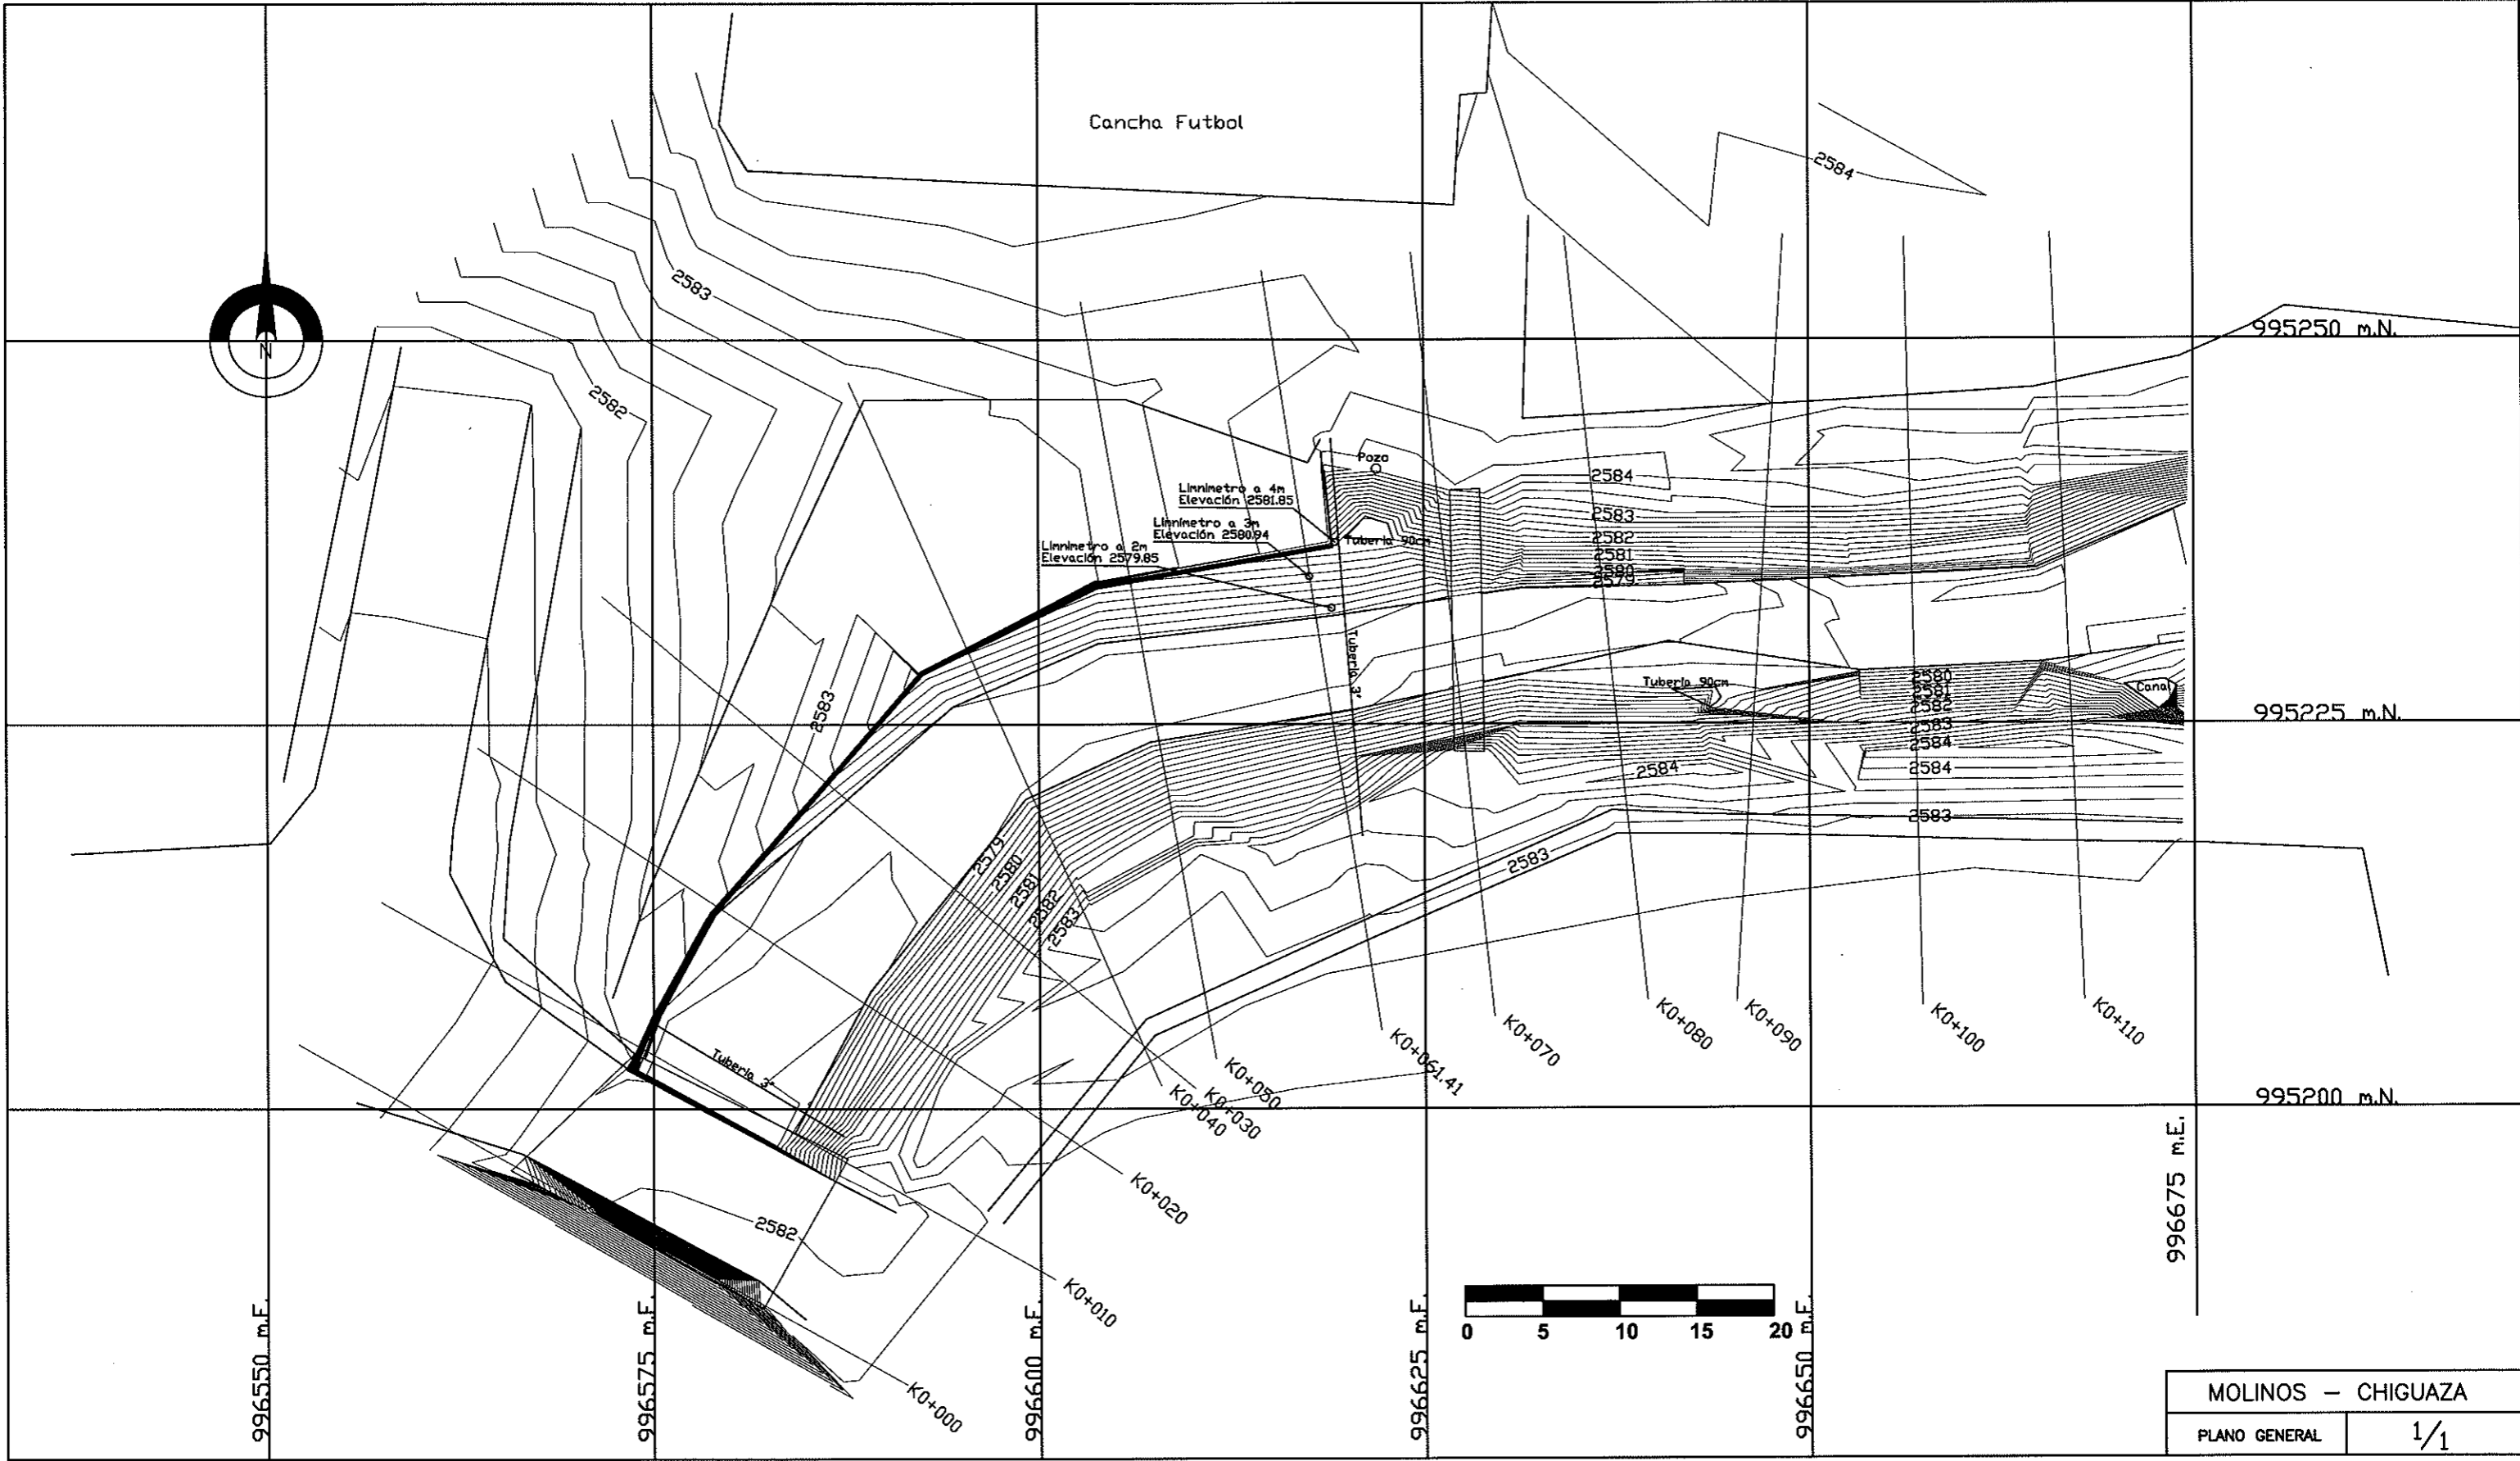 Cancha Futbol
2584
2583
995250 m.N.
N
2582
Pozo
2584
Limnimetro a 4m
Elevación 2581.85
2583
Limnimetro a 3m
Elevación 2580.94
2582
Tuberia 90cm
Limnimetro a 2m
Elevación 2579.85
2581
2580
2579
Tuberia 3"
2580
Tuberia 90cm
Canal
2581
2582
2583
995225 m.N.
2583
2584
2584
2584
2583
2579
2580
2581
2582
2583
2583
K0+110
K0+100
K0+090
K0+080
K0+070
K0+061.41
K0+050
K0+030
K0+040
Tuberia 3"
995200 m.N.
K0+020
2582
K0+010
K0+000
996550 m.E.
996575 m.E.
996600 m.E.
996625 m.E.
996650 m.E.
996675 m.E.
0 5 10 15 20
MOLINOS – CHIGUAZA
PLANO GENERAL 1/1